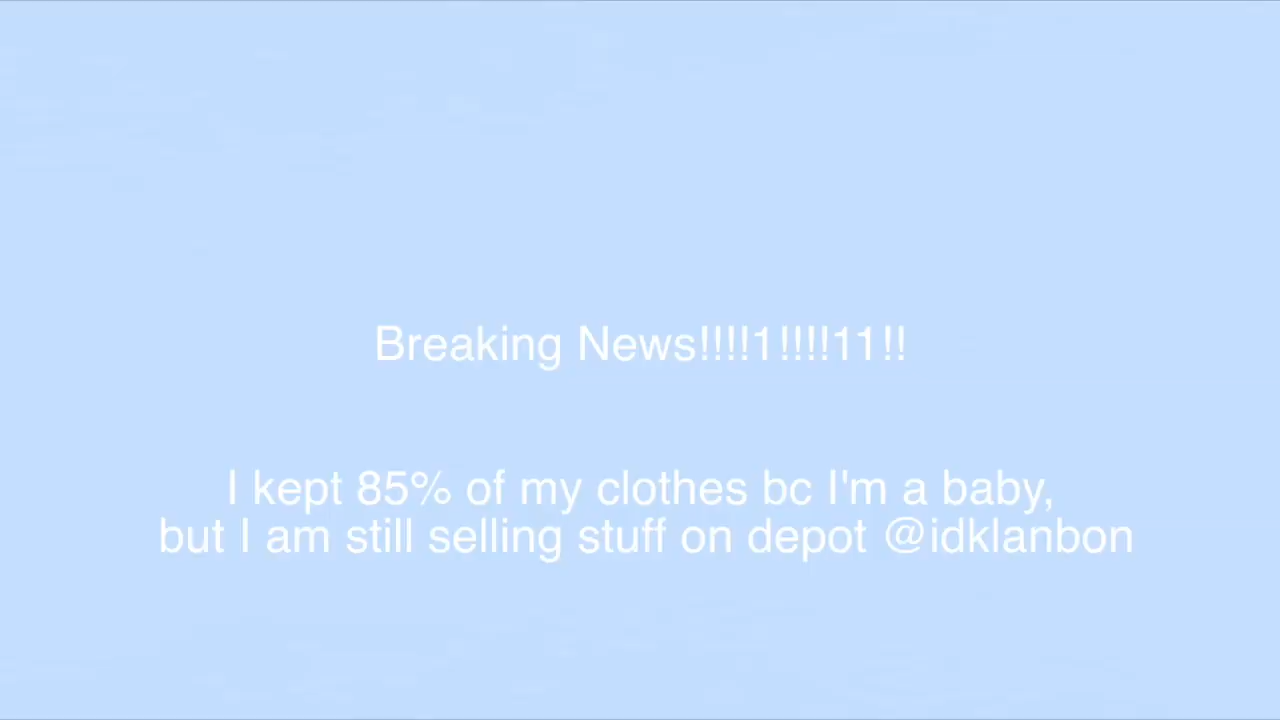 Breaking News!!!!1!!!!11!!
I kept 85% of my clothes bc I'm a baby,
but I am still selling stuff on depot @idklanbon